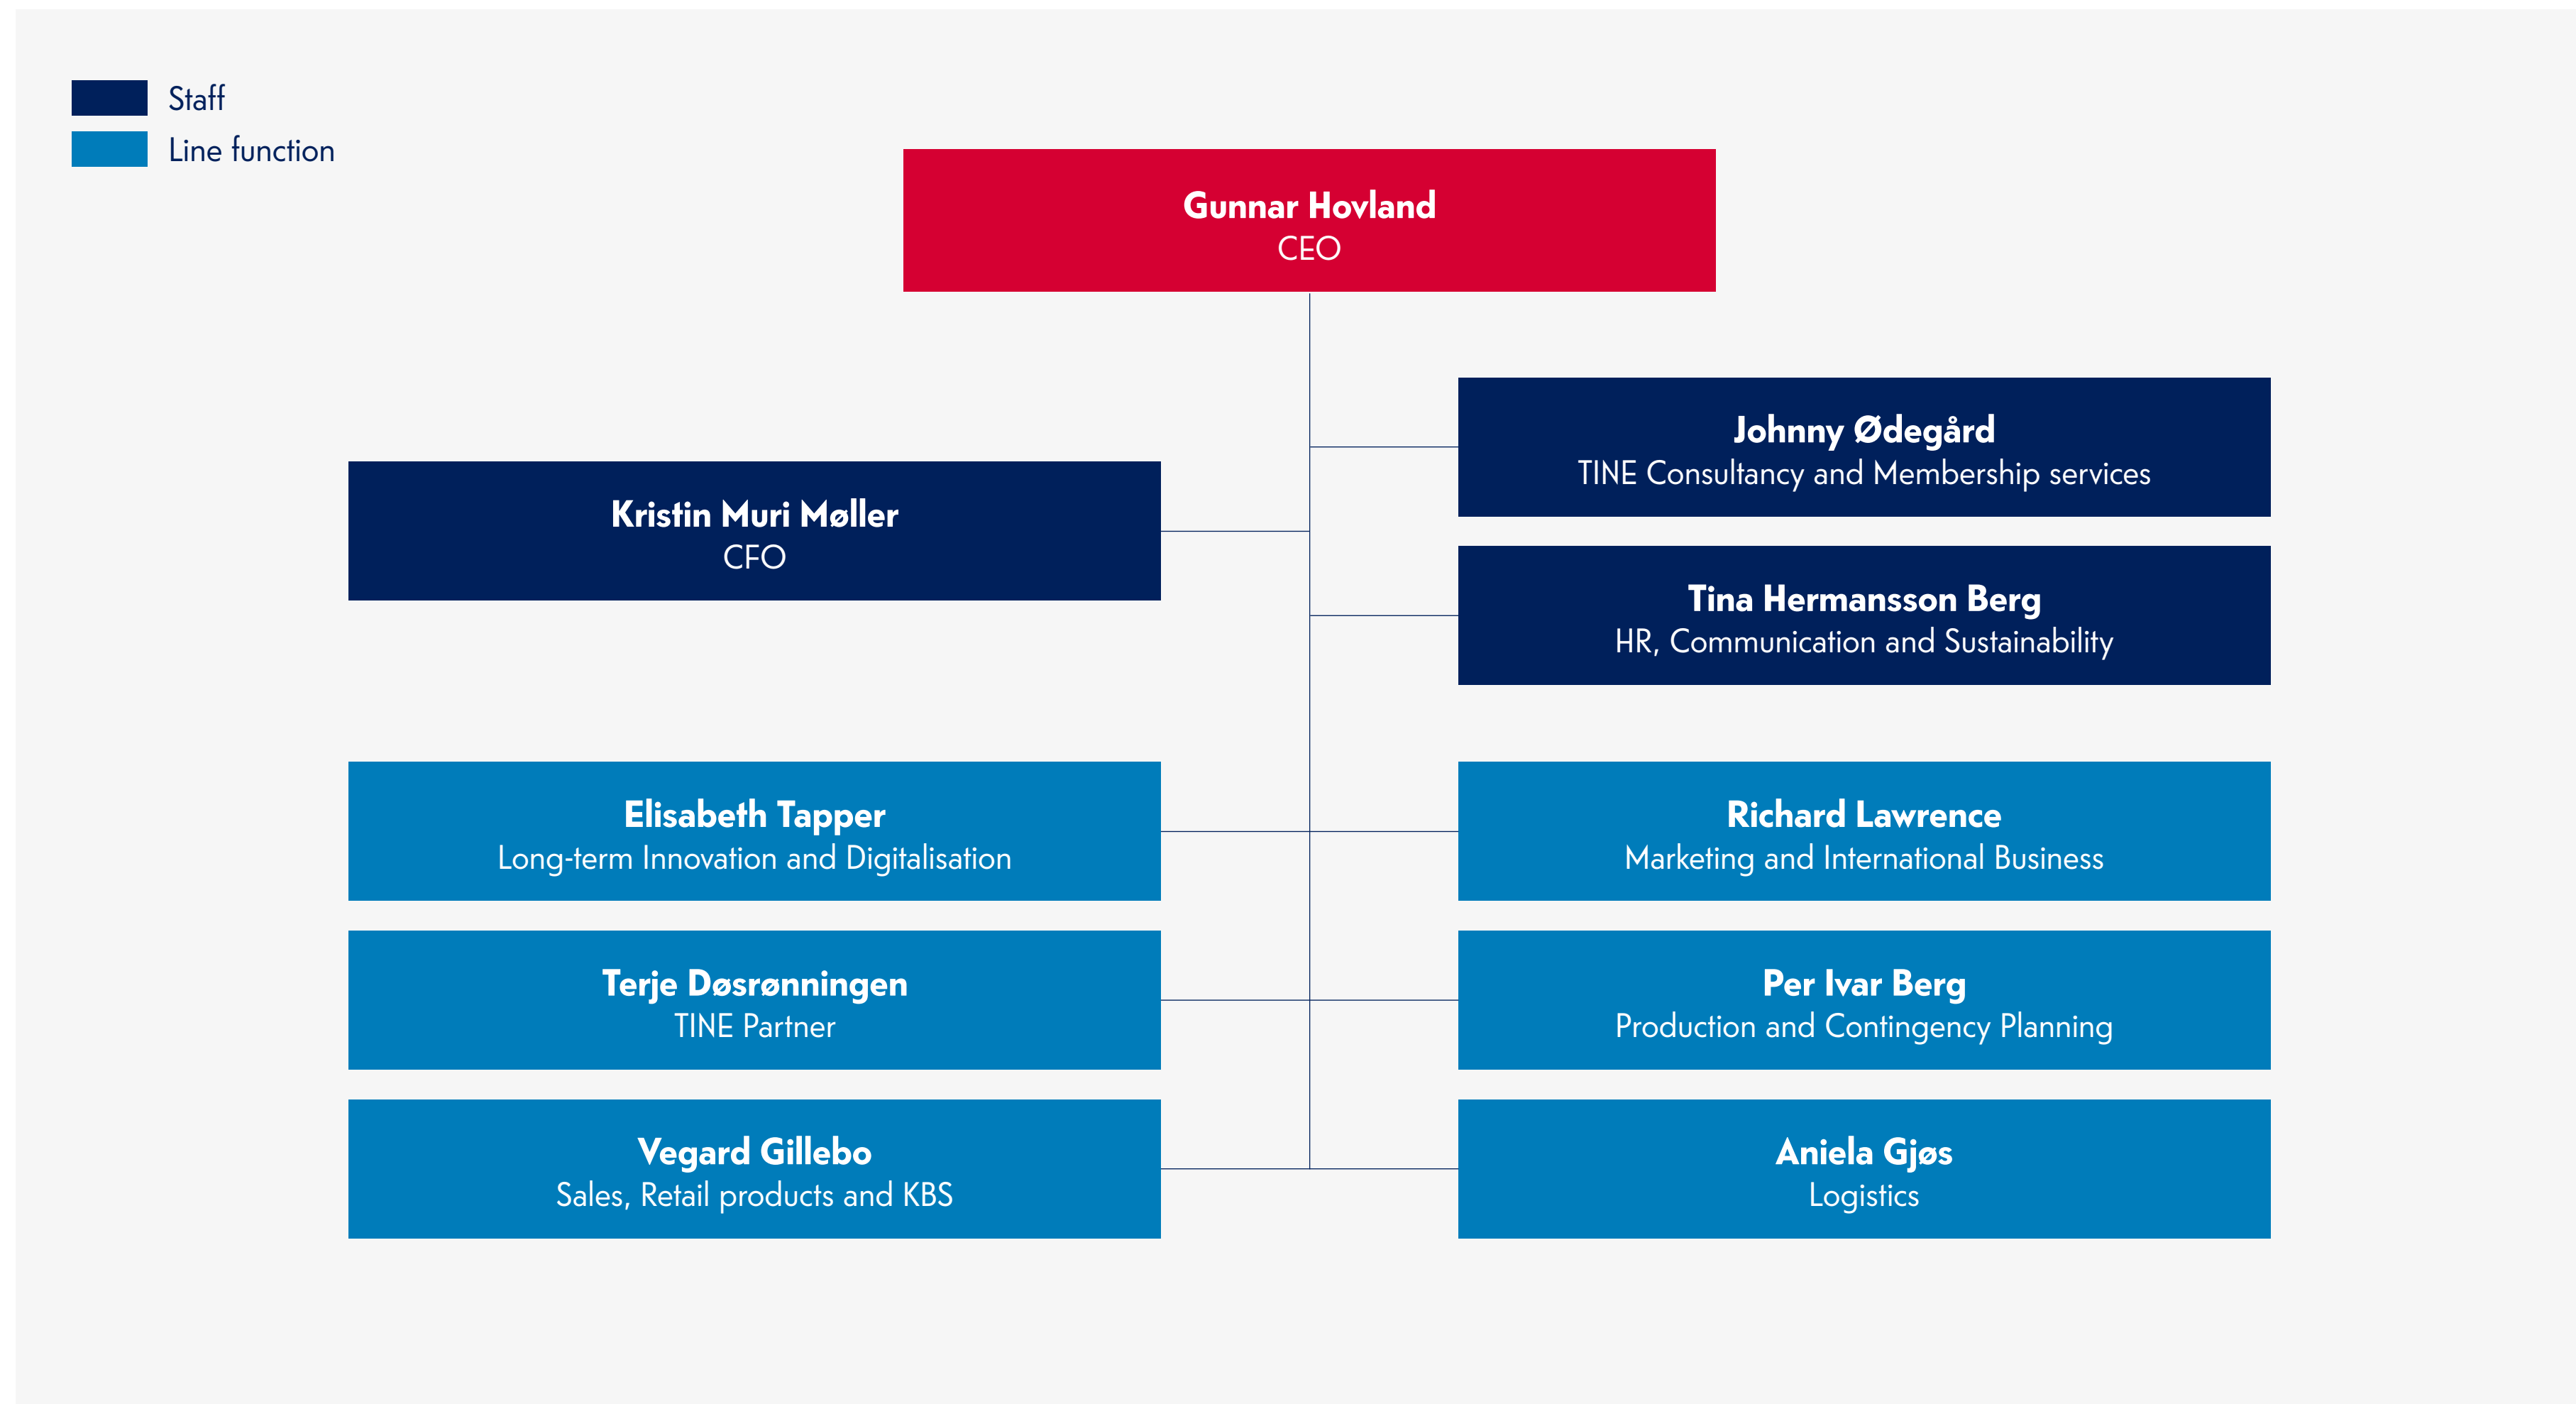 Staff
Line function
Gunnar Hovland
CEO
Johnny Ødegård
TINE Consultancy and Membership services
Kristin Muri Møller
CFO
Tina Hermansson Berg
HR, Communication and Sustainability
Elisabeth Tapper
Long-term Innovation and Digitalisation
Richard Lawrence
Marketing and International Business
Terje Døsrønningen
TINE Partner
Per Ivar Berg
Production and Contingency Planning
Vegard Gillebo
Sales, Retail products and KBS
Aniela Gjøs
Logistics